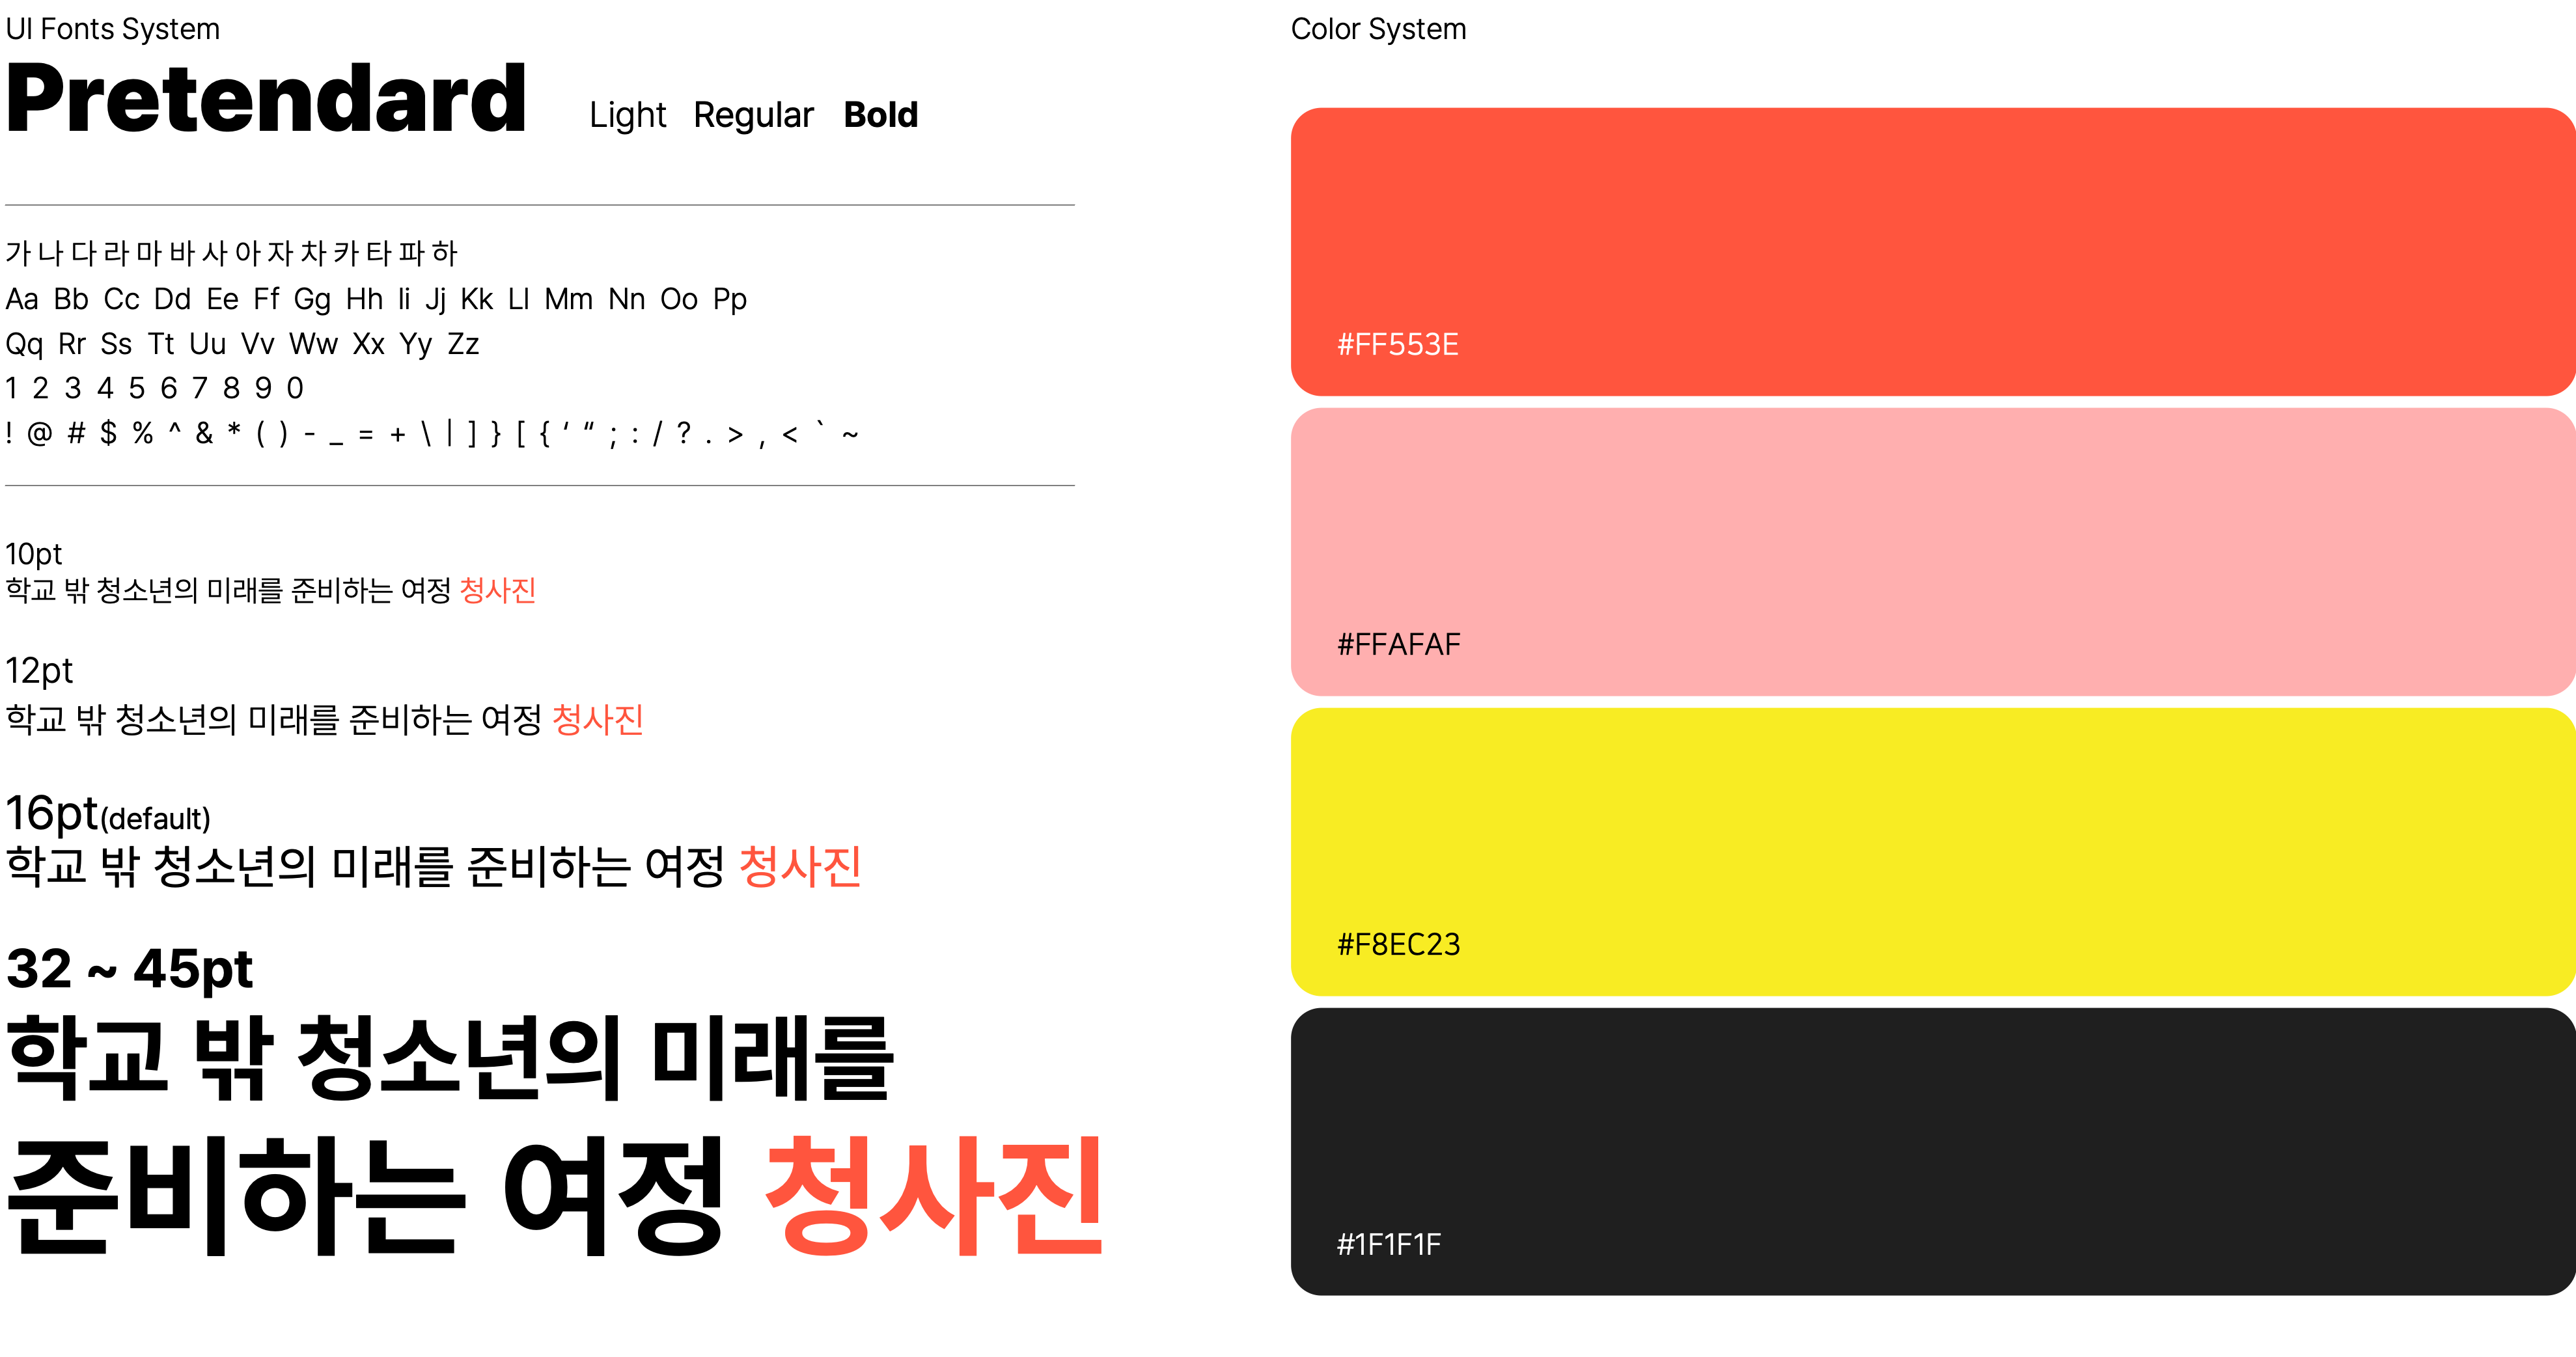 UI Fonts System
Pretendard Light Regular Bold
가 나 다 라 마 바 사 아 자 차 카 타 파 하
Aa Bb Cc Dd Ee Ff Gg Hh Ii Jj Kk Ll Mm Nn Oo Pp
Qq Rr Ss Tt Uu Vv Ww Xx Yy Zz
1 2 3 4 5 6 7 8 9 0
! @ # $ % ^ & * ( ) - _ = + \ | ] } [ { ‘ “ ; : / ? . > , < ` ~
10pt
학교 밖 청소년의 미래를 준비하는 여정 청사진
12pt
학교 밖 청소년의 미래를 준비하는 여정 청사진
16pt(default)
학교 밖 청소년의 미래를 준비하는 여정 청사진
32 ~ 45pt
학교 밖 청소년의 미래를
준비하는 여정 청사진
Color System
#FF553E
#FFAFAF
#F8EC23
#1F1F1F